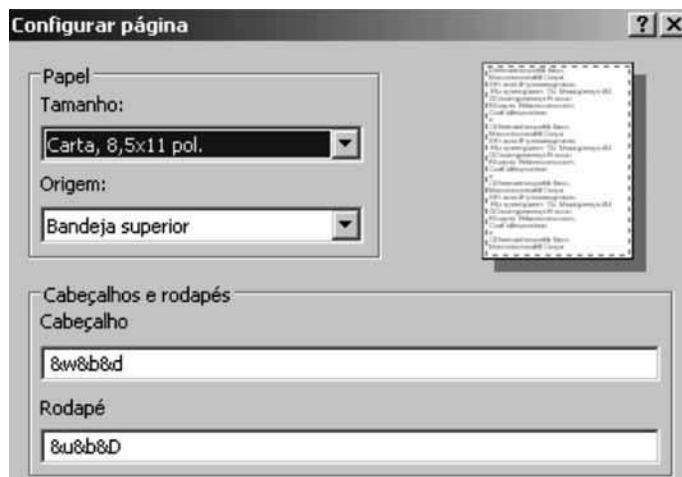 Configurar página
Papel
Tamanho:
Carta, 8,5x11 pol.
Origem:
Bandeja superior
Cabeçalhos e rodapés
Cabeçalho
&w&b&d
Rodapé
&u&b&D